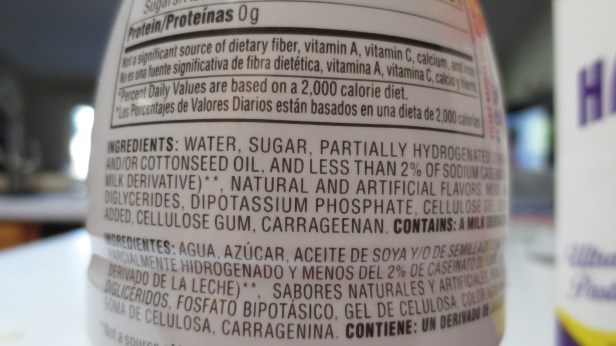 Protein/Proteínas 0g
Not a significant source of dietary fiber, vitamin A, vitamin C, calcium, and
No es una fuente significativa de fibra dietética, vitamina A, vitamina C, calcio y
*Percent Daily Values are based on a 2,000 calorie diet.
*Los Porcentajes de Valores Diarios están basados en una dieta de 2,000 calorías
INGREDIENTS: WATER, SUGAR, PARTIALLY HYDROGENATED
AND/OR COTTONSEED OIL, AND LESS THAN 2% OF SODIUM
MILK DERIVATIVE)**, NATURAL AND ARTIFICIAL FLAVORS,
DIGLYCERIDES, DIPOTASSIUM PHOSPHATE, CELLULOSE GEL,
ADDED, CELLULOSE GUM, CARRAGEENAN. CONTAINS: A MILK
INGREDIENTES: AGUA, AZÚCAR, ACEITE DE SOYA Y/O DE
PARCIALMENTE HIDROGENADO Y MENOS DEL 2% DE CASEINATO
DERIVADO DE LA LECHE)**, SABORES NATURALES Y
DIGLICÉRIDOS, FOSFATO BIPOTÁSICO, GEL DE CELULOSA,
GOMA DE CELULOSA, CARRAGENINA. CONTIENE: UN DERIVADO DE